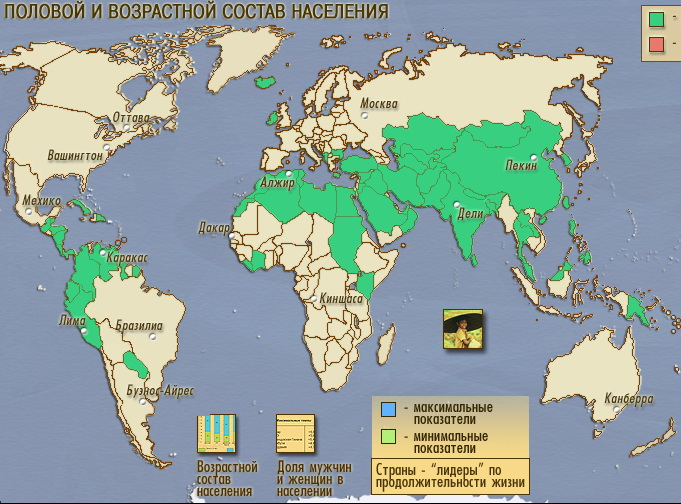 ПОЛОВОЙ И ВОЗРАСТНОЙ СОСТАВ НАСЕЛЕНИЯ
-
-
Москва
Оттава
Вашингтон
Пекин
Алжир
Мехико
Дели
Дакар
Каракас
Киншаса
Лима
Бразилиа
Буэнос-Айрес
Канберра
- максимальные
показатели
- минимальные
показатели
Возрастной
состав
населения
Доля мужчин
и женщин в
населении
Страны - "лидеры" по
продолжительности жизни